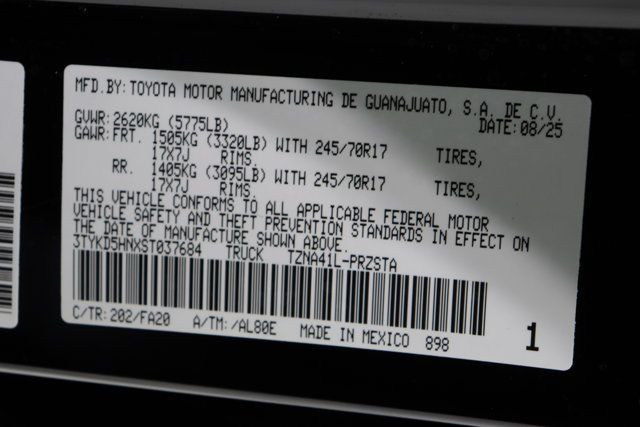 MFD.BY:TOYOTA MOTOR MANUFACTURING DE GUANAJUATO, S.A. DE C.V.
GVWR:2620KG (5775LB) DATE:08/25
GAWR:FRT. 1505KG (3320LB) WITH 245/70R17 TIRES,
17X7J RIMS.
RR. 1405KG (3095LB) WITH 245/70R17 TIRES,
17X7J RIMS.
THIS VEHICLE CONFORMS TO ALL APPLICABLE FEDERAL MOTOR
VEHICLE SAFETY AND THEFT PREVENTION STANDARDS IN EFFECT ON
THE DATE OF MANUFACTURE SHOWN ABOVE.
3TYKD5HNXST037684 TRUCK TZNA41L-PRZSTA
C/TR:202/FA20 A/TM:/AL80E MADE IN MEXICO 898 1